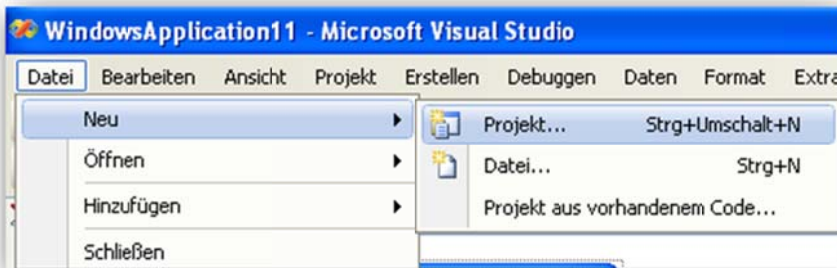 WindowsApplication11 - Microsoft Visual Studio
Datei Bearbeiten Ansicht Projekt Erstellen Debuggen Daten Format
Neu
Öffnen
Hinzufügen
Schließen
Projekt... Strg+Umschalt+N
Datei... Strg+N
Projekt aus vorhandenem Code...